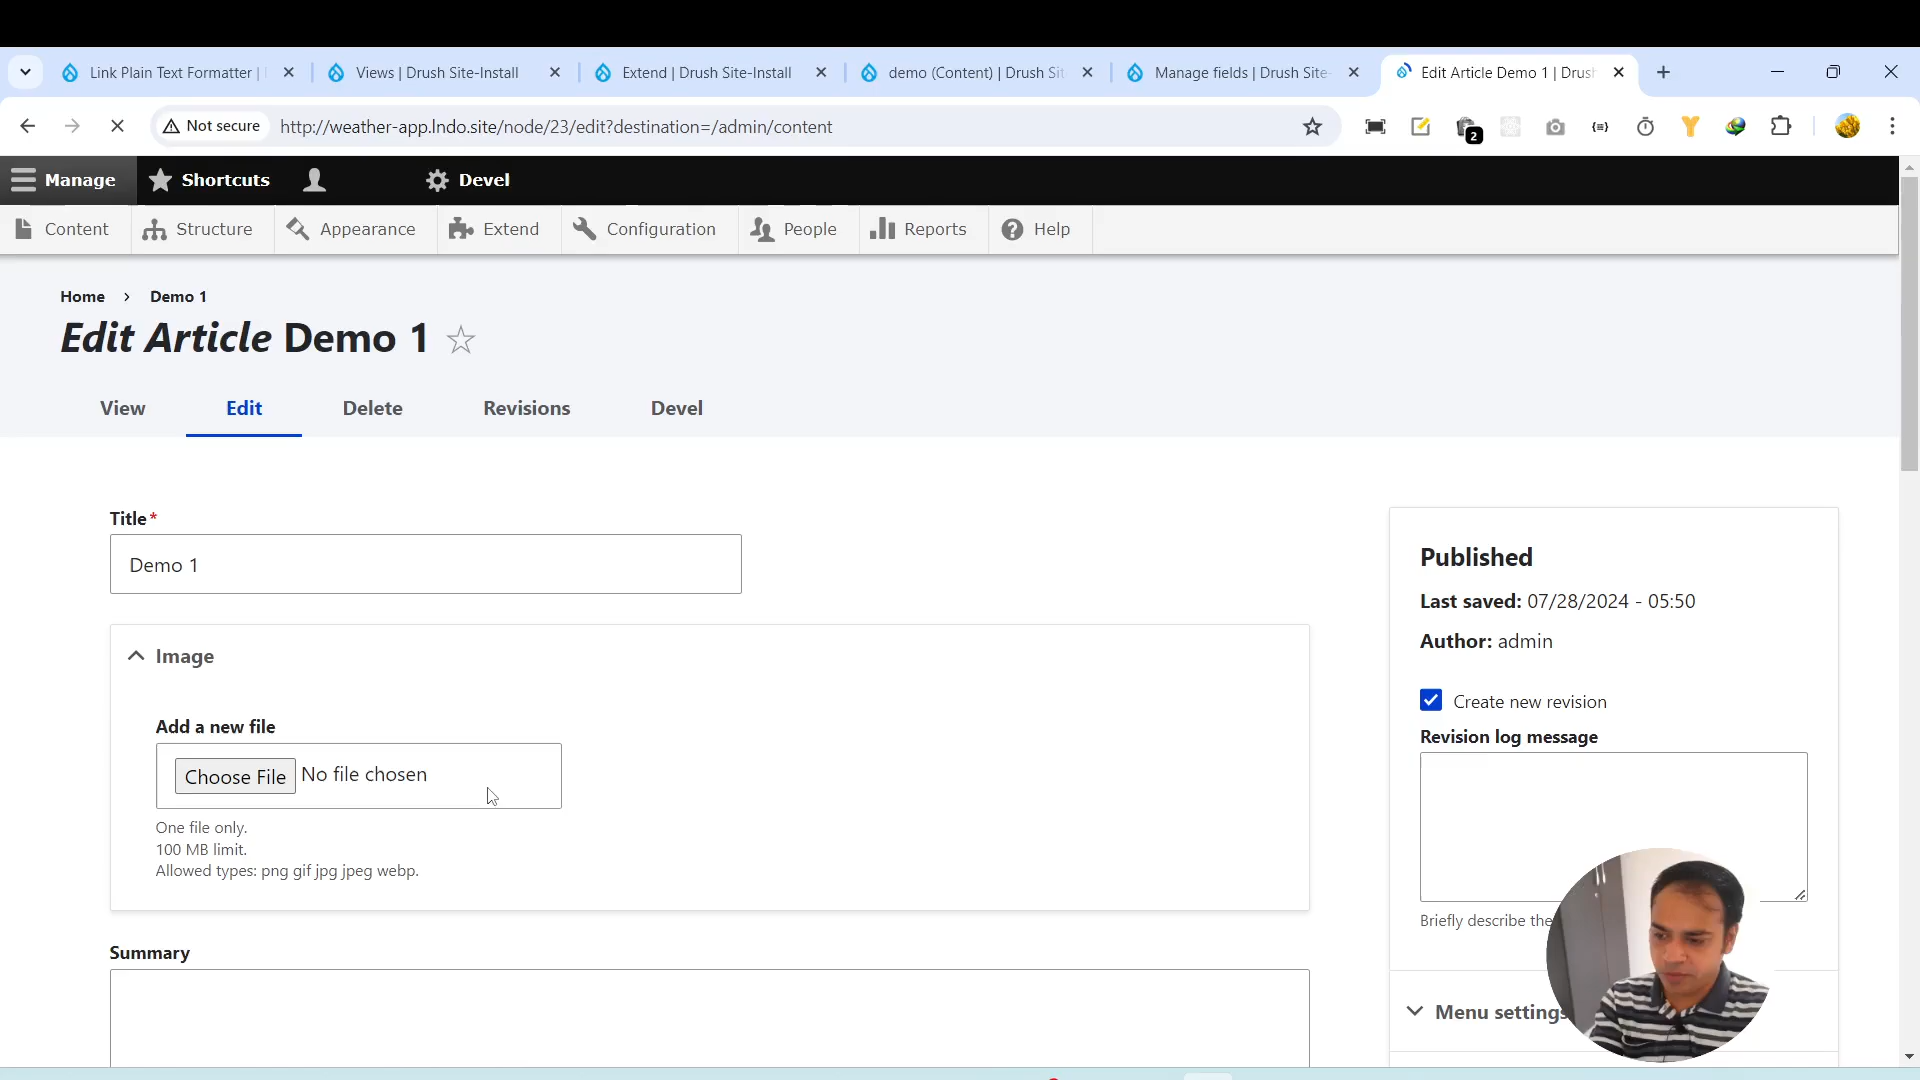 Link Plain Text Formatter |
Views | Drush Site-Install
Extend | Drush Site-Install
demo (Content) | Drush Sit
Manage fields | Drush Site-
Edit Article Demo 1 | Drush
Not secure
http://weather-app.lndo.site/node/23/edit?destination=/admin/content
2
Manage
Shortcuts
Devel
Content
Structure
Appearance
Extend
Configuration
People
Reports
Help
Home › Demo 1
Edit Article Demo 1
View
Edit
Delete
Revisions
Devel
Title*
Demo 1
Image
Add a new file
Choose File No file chosen
One file only.
100 MB limit.
Allowed types: png gif jpg jpeg webp.
Summary
Published
Last saved: 07/28/2024 - 05:50
Author: admin
Create new revision
Revision log message
Briefly describe the
Menu settings